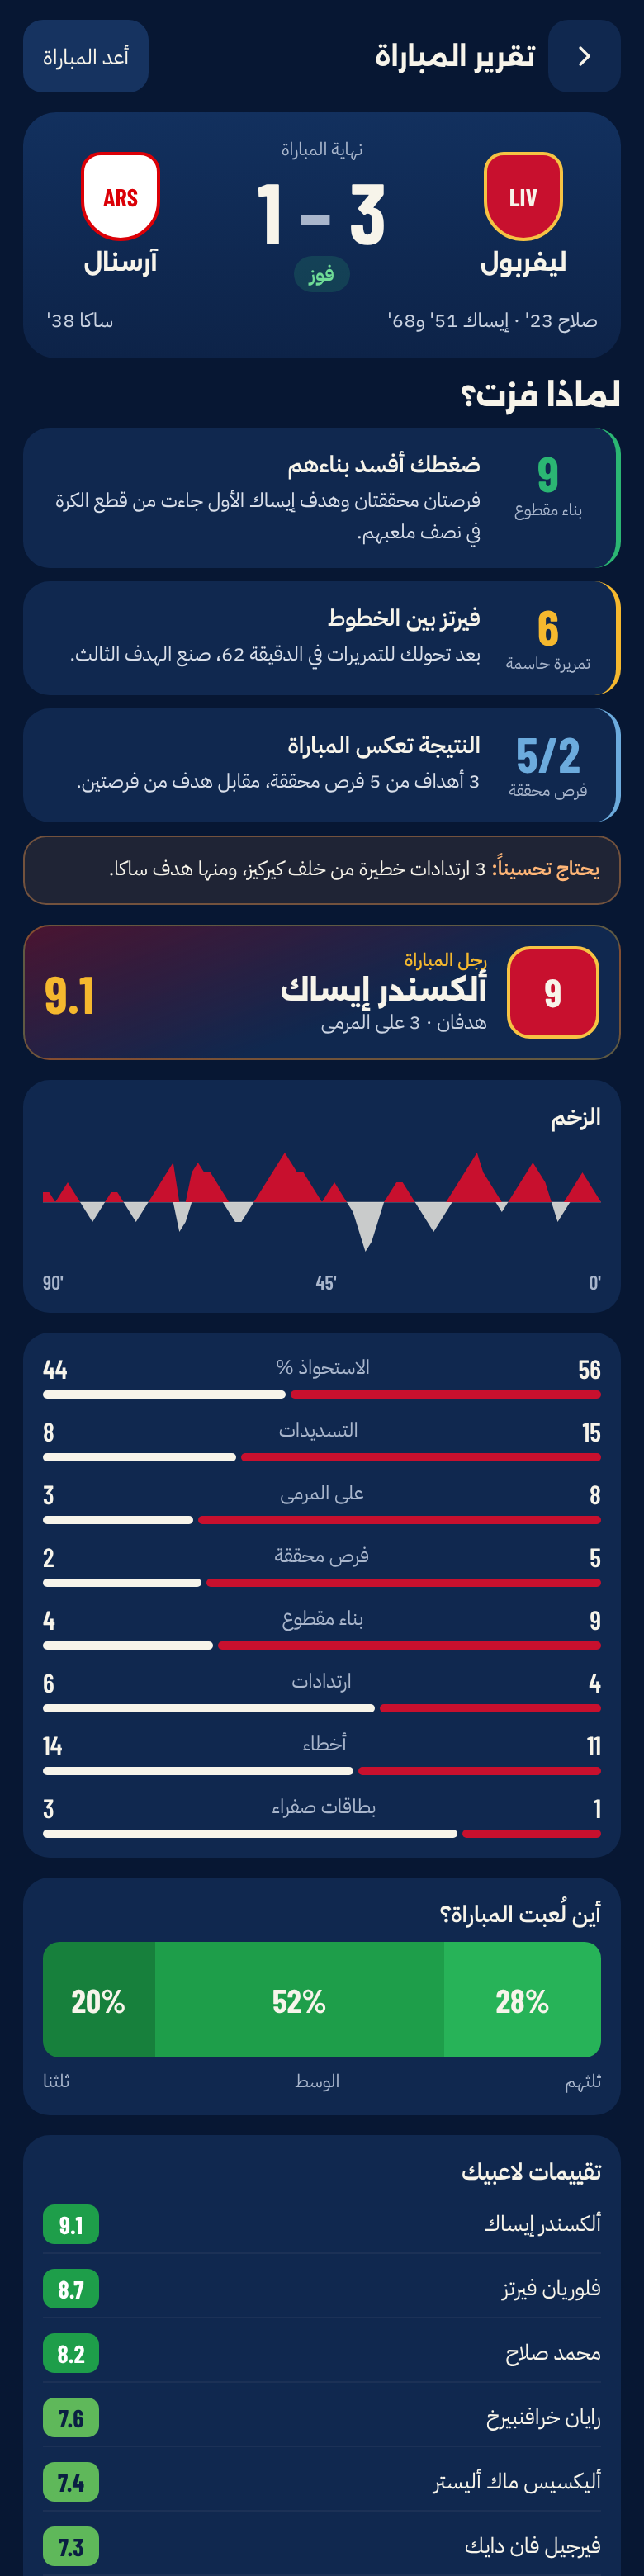 تقرير المباراة
أعد المباراة
نهاية المباراة
LIV
3 – 1
ARS
ليفربول
فوز
آرسنال
صلاح 23' · إيساك 51' و68'
ساكا 38'
لماذا فزت؟
9
بناء مقطوع
ضغطك أفسد بناءهم
فرصتان محققتان وهدف إيساك الأول جاءت من قطع الكرة
في نصف ملعبهم.
6
تمريرة حاسمة
فيرتز بين الخطوط
بعد تحولك للتمريرات في الدقيقة 62، صنع الهدف الثالث.
5/2
فرص محققة
النتيجة تعكس المباراة
3 أهداف من 5 فرص محققة، مقابل هدف من فرصتين.
يحتاج تحسيناً: 3 ارتدادات خطيرة من خلف كيركيز، ومنها هدف ساكا.
9
رجل المباراة
ألكسندر إيساك
هدفان · 3 على المرمى
9.1
الزخم
0'
45'
90'
56 الاستحواذ % 44
15 التسديدات 8
8 على المرمى 3
5 فرص محققة 2
9 بناء مقطوع 4
4 ارتدادات 6
11 أخطاء 14
1 بطاقات صفراء 3
أين لُعبت المباراة؟
28% 52% 20%
ثلثهم الوسط ثلثنا
تقييمات لاعبيك
ألكسندر إيساك 9.1
فلوريان فيرتز 8.7
محمد صلاح 8.2
رايان خرافنبيرخ 7.6
أليكسيس ماك أليستر 7.4
فيرجيل فان دايك 7.3